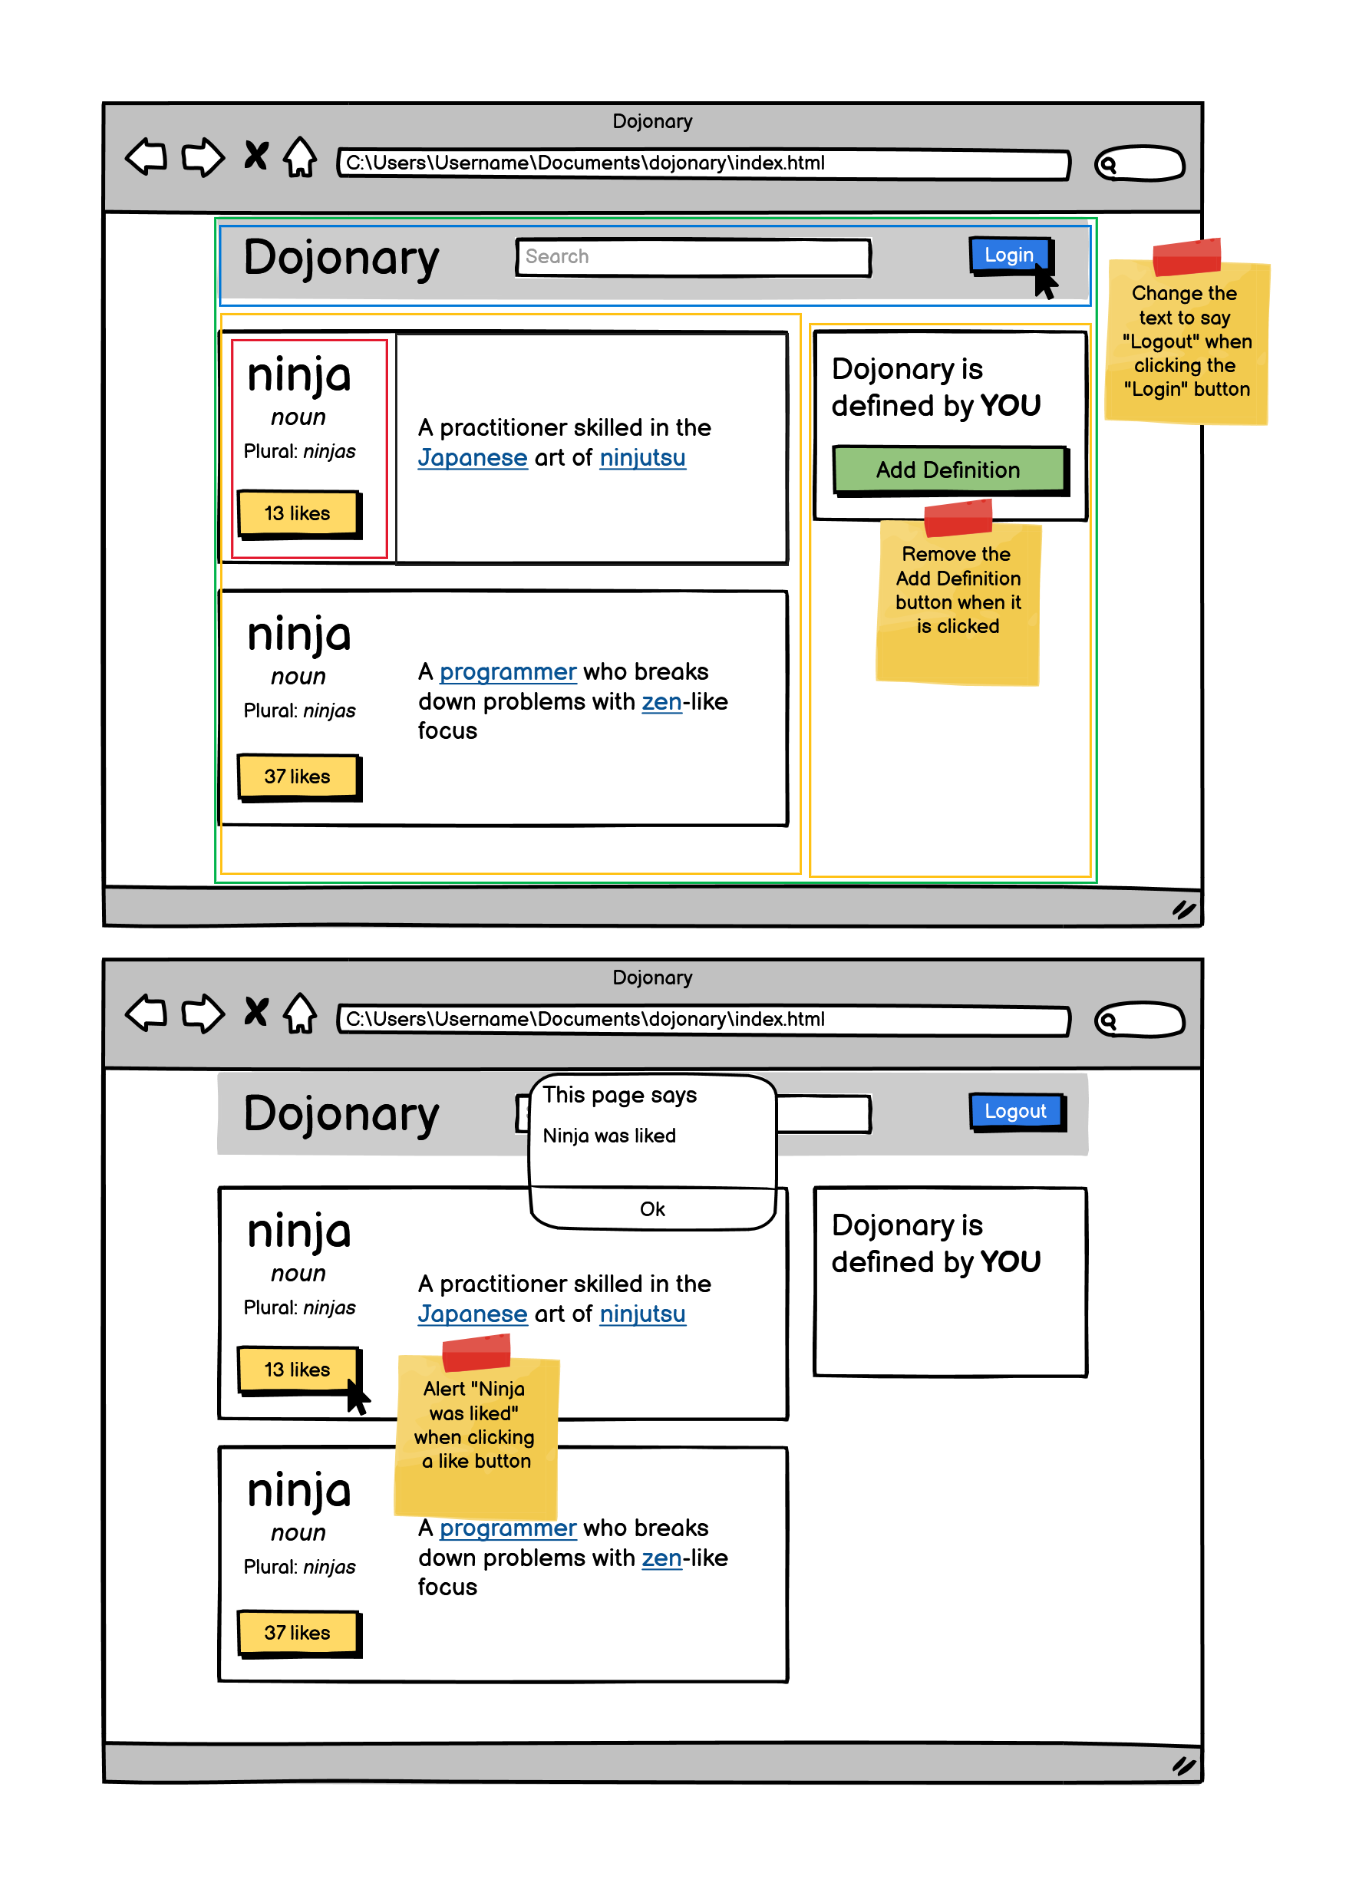 Dojonary
C:\Users\Username\Documents\dojonary\index.html
Dojonary
Search
Login
Change the
text to say
"Logout" when
clicking the
"Login" button
ninja
noun
Plural: ninjas
13 likes
A practitioner skilled in the
Japanese art of ninjutsu
Dojonary is
defined by YOU
Add Definition
Remove the
Add Definition
button when it
is clicked
ninja
noun
Plural: ninjas
37 likes
A programmer who breaks
down problems with zen-like
focus
Dojonary
C:\Users\Username\Documents\dojonary\index.html
Dojonary
This page says
Ninja was liked
Ok
Logout
ninja
noun
Plural: ninjas
13 likes
A practitioner skilled in the
Japanese art of ninjutsu
Dojonary is
defined by YOU
Alert "Ninja
was liked"
when clicking
a like button
ninja
noun
Plural: ninjas
37 likes
A programmer who breaks
down problems with zen-like
focus